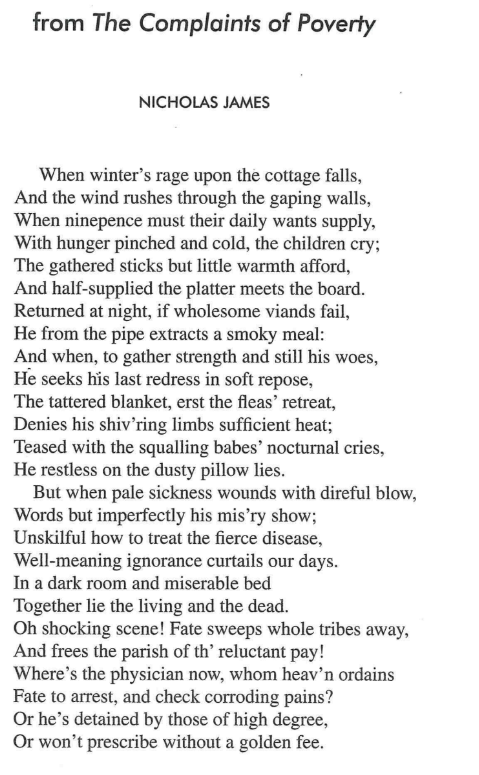 from The Complaints of Poverty
NICHOLAS JAMES
When winter's rage upon the cottage falls,
And the wind rushes through the gaping walls,
When ninepence must their daily wants supply,
With hunger pinched and cold, the children cry;
The gathered sticks but little warmth afford,
And half-supplied the platter meets the board.
Returned at night, if wholesome viands fail,
He from the pipe extracts a smoky meal:
And when, to gather strength and still his woes,
He seeks his last redress in soft repose,
The tattered blanket, erst the fleas' retreat,
Denies his shiv'ring limbs sufficient heat;
Teased with the squalling babes' nocturnal cries,
He restless on the dusty pillow lies.
But when pale sickness wounds with direful blow,
Words but imperfectly his mis'ry show;
Unskilful how to treat the fierce disease,
Well-meaning ignorance curtails our days.
In a dark room and miserable bed
Together lie the living and the dead.
Oh shocking scene! Fate sweeps whole tribes away,
And frees the parish of th' reluctant pay!
Where's the physician now, whom heav'n ordains
Fate to arrest, and check corroding pains?
Or he's detained by those of high degree,
Or won't prescribe without a golden fee.